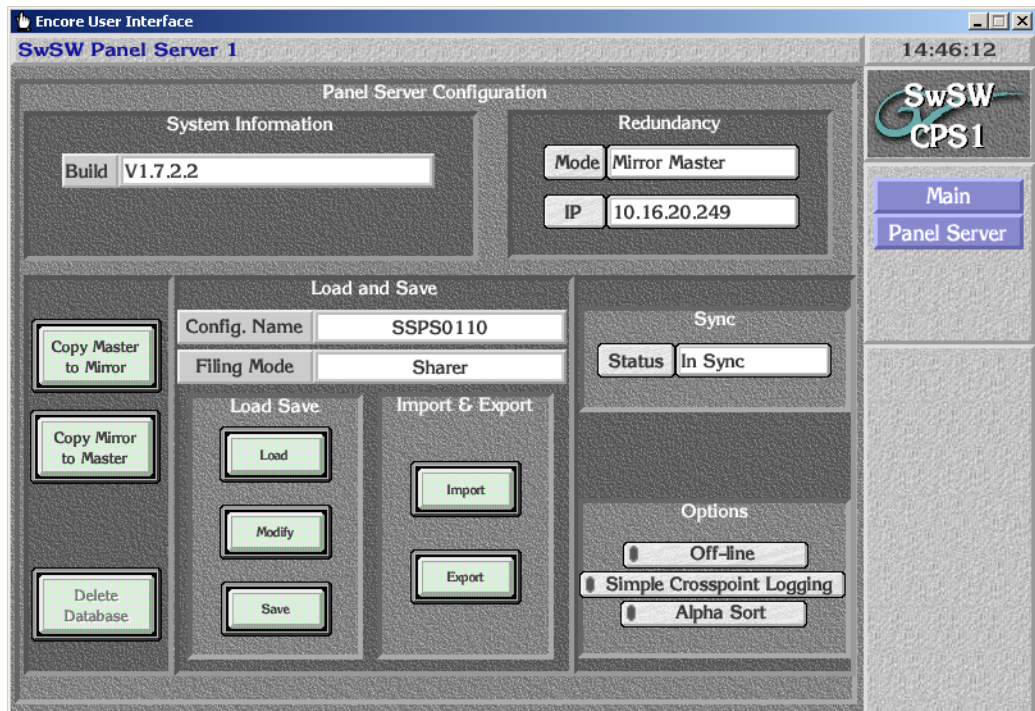 Encore User Interface
SwSW Panel Server 1
14:46:12
Panel Server Configuration
System Information
Build V1.7.2.2
Redundancy
Mode Mirror Master
IP 10.16.20.249
SwSW
CPS1
Main
Panel Server
Copy Master
to Mirror
Copy Mirror
to Master
Delete
Database
Load and Save
Config. Name SSPS0110
Filing Mode Sharer
Load Save
Load
Modify
Save
Import & Export
Import
Export
Sync
Status In Sync
Options
Off-line
Simple Crosspoint Logging
Alpha Sort